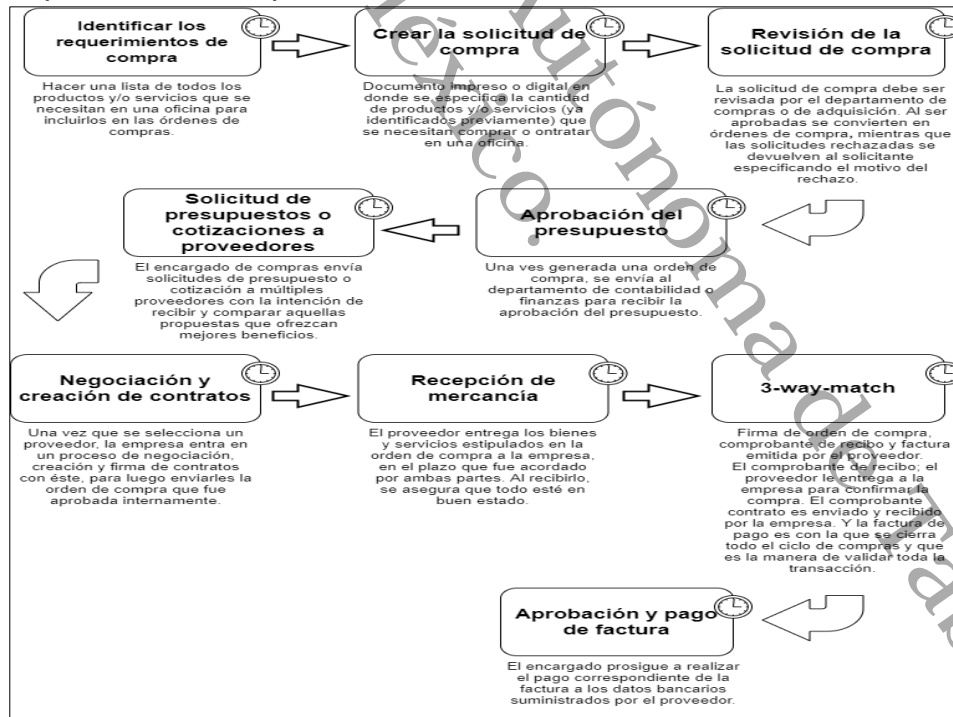 Identificar los
requerimientos de
compra
Hacer una lista de todos los
productos y/o servicios que se
necesitan en una oficina para
incluirlos en las órdenes de
compras.
Crear la solicitud de
compra
Documento impreso o digital en
donde se especifica la cantidad
de productos y/o servicios (ya
identificados previamente) que
se necesitan comprar o ontratar
en una oficina.
Revisión de la
solicitud de compra
La solicitud de compra debe ser
revisada por el departamento de
compras o de adquisición. Al ser
aprobadas se convierten en
órdenes de compra, mientras que
las solicitudes rechazadas se
devuelven al solicitante
especificando el motivo del
rechazo.
Aprobación del
presupuesto
Una ves generada una orden de
compra, se envía al
departamento de contabilidad o
finanzas para recibir la
aprobación del presupuesto.
Solicitud de
presupuestos o
cotizaciones a
proveedores
El encargado de compras envía
solicitudes de presupuesto o
cotización a múltiples
proveedores con la intención de
recibir y comparar aquellas
propuestas que ofrezcan
mejores beneficios.
Negociación y
creación de contratos
Una vez que se selecciona un
proveedor, la empresa entra en
un proceso de negociación,
creación y firma de contratos
con éste, para luego enviarles la
orden de compra que fue
aprobada internamente.
Recepción de
mercancía
El proveedor entrega los bienes
y servicios estipulados en la
orden de compra a la empresa,
en el plazo que fue acordado
por ambas partes. Al recibirlo,
se asegura que todo esté en
buen estado.
3-way-match
Firma de orden de compra,
comprobante de recibo y factura
emitida por el proveedor.
El comprobante de recibo; el
proveedor le entrega a la
empresa para confirmar la
compra. El comprobante
contrato es enviado y recibido
por la empresa. Y la factura de
pago es con la que se cierra
todo el ciclo de compras y que
es la manera de validar toda la
transacción.
Aprobación y pago
de factura
El encargado prosigue a realizar
el pago correspondiente de la
factura a los datos bancarios
suministrados por el proveedor.
Autónoma de
México.